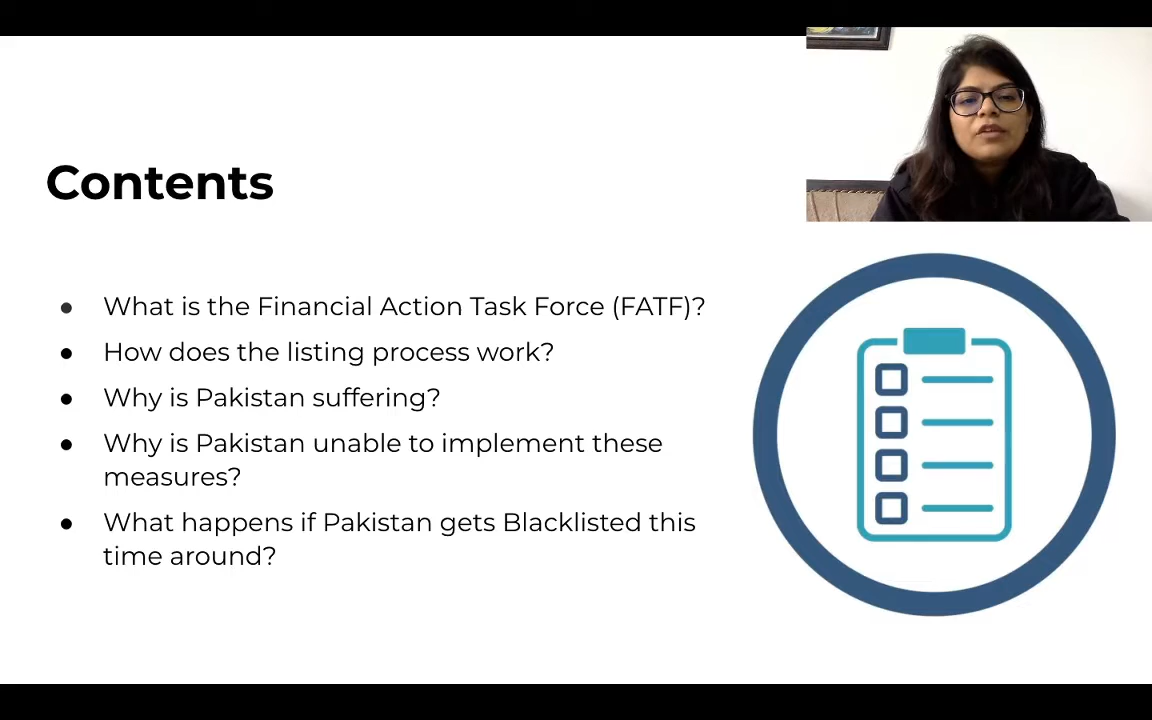 Contents
● What is the Financial Action Task Force (FATF)?
● How does the listing process work?
● Why is Pakistan suffering?
● Why is Pakistan unable to implement these
measures?
● What happens if Pakistan gets Blacklisted this
time around?